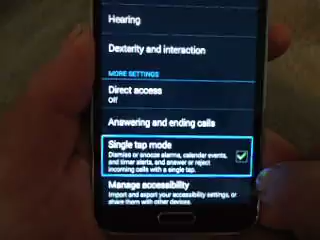 Hearing
Dexterity and interaction
MORE SETTINGS
Direct access
Off
Answering and ending calls
Single tap mode
Dismiss or snooze alarms, calendar events,
and timer alerts, and answer or reject
incoming calls with a single tap.
Manage accessibility
Import and export your accessibility settings, or
share them with other devices.